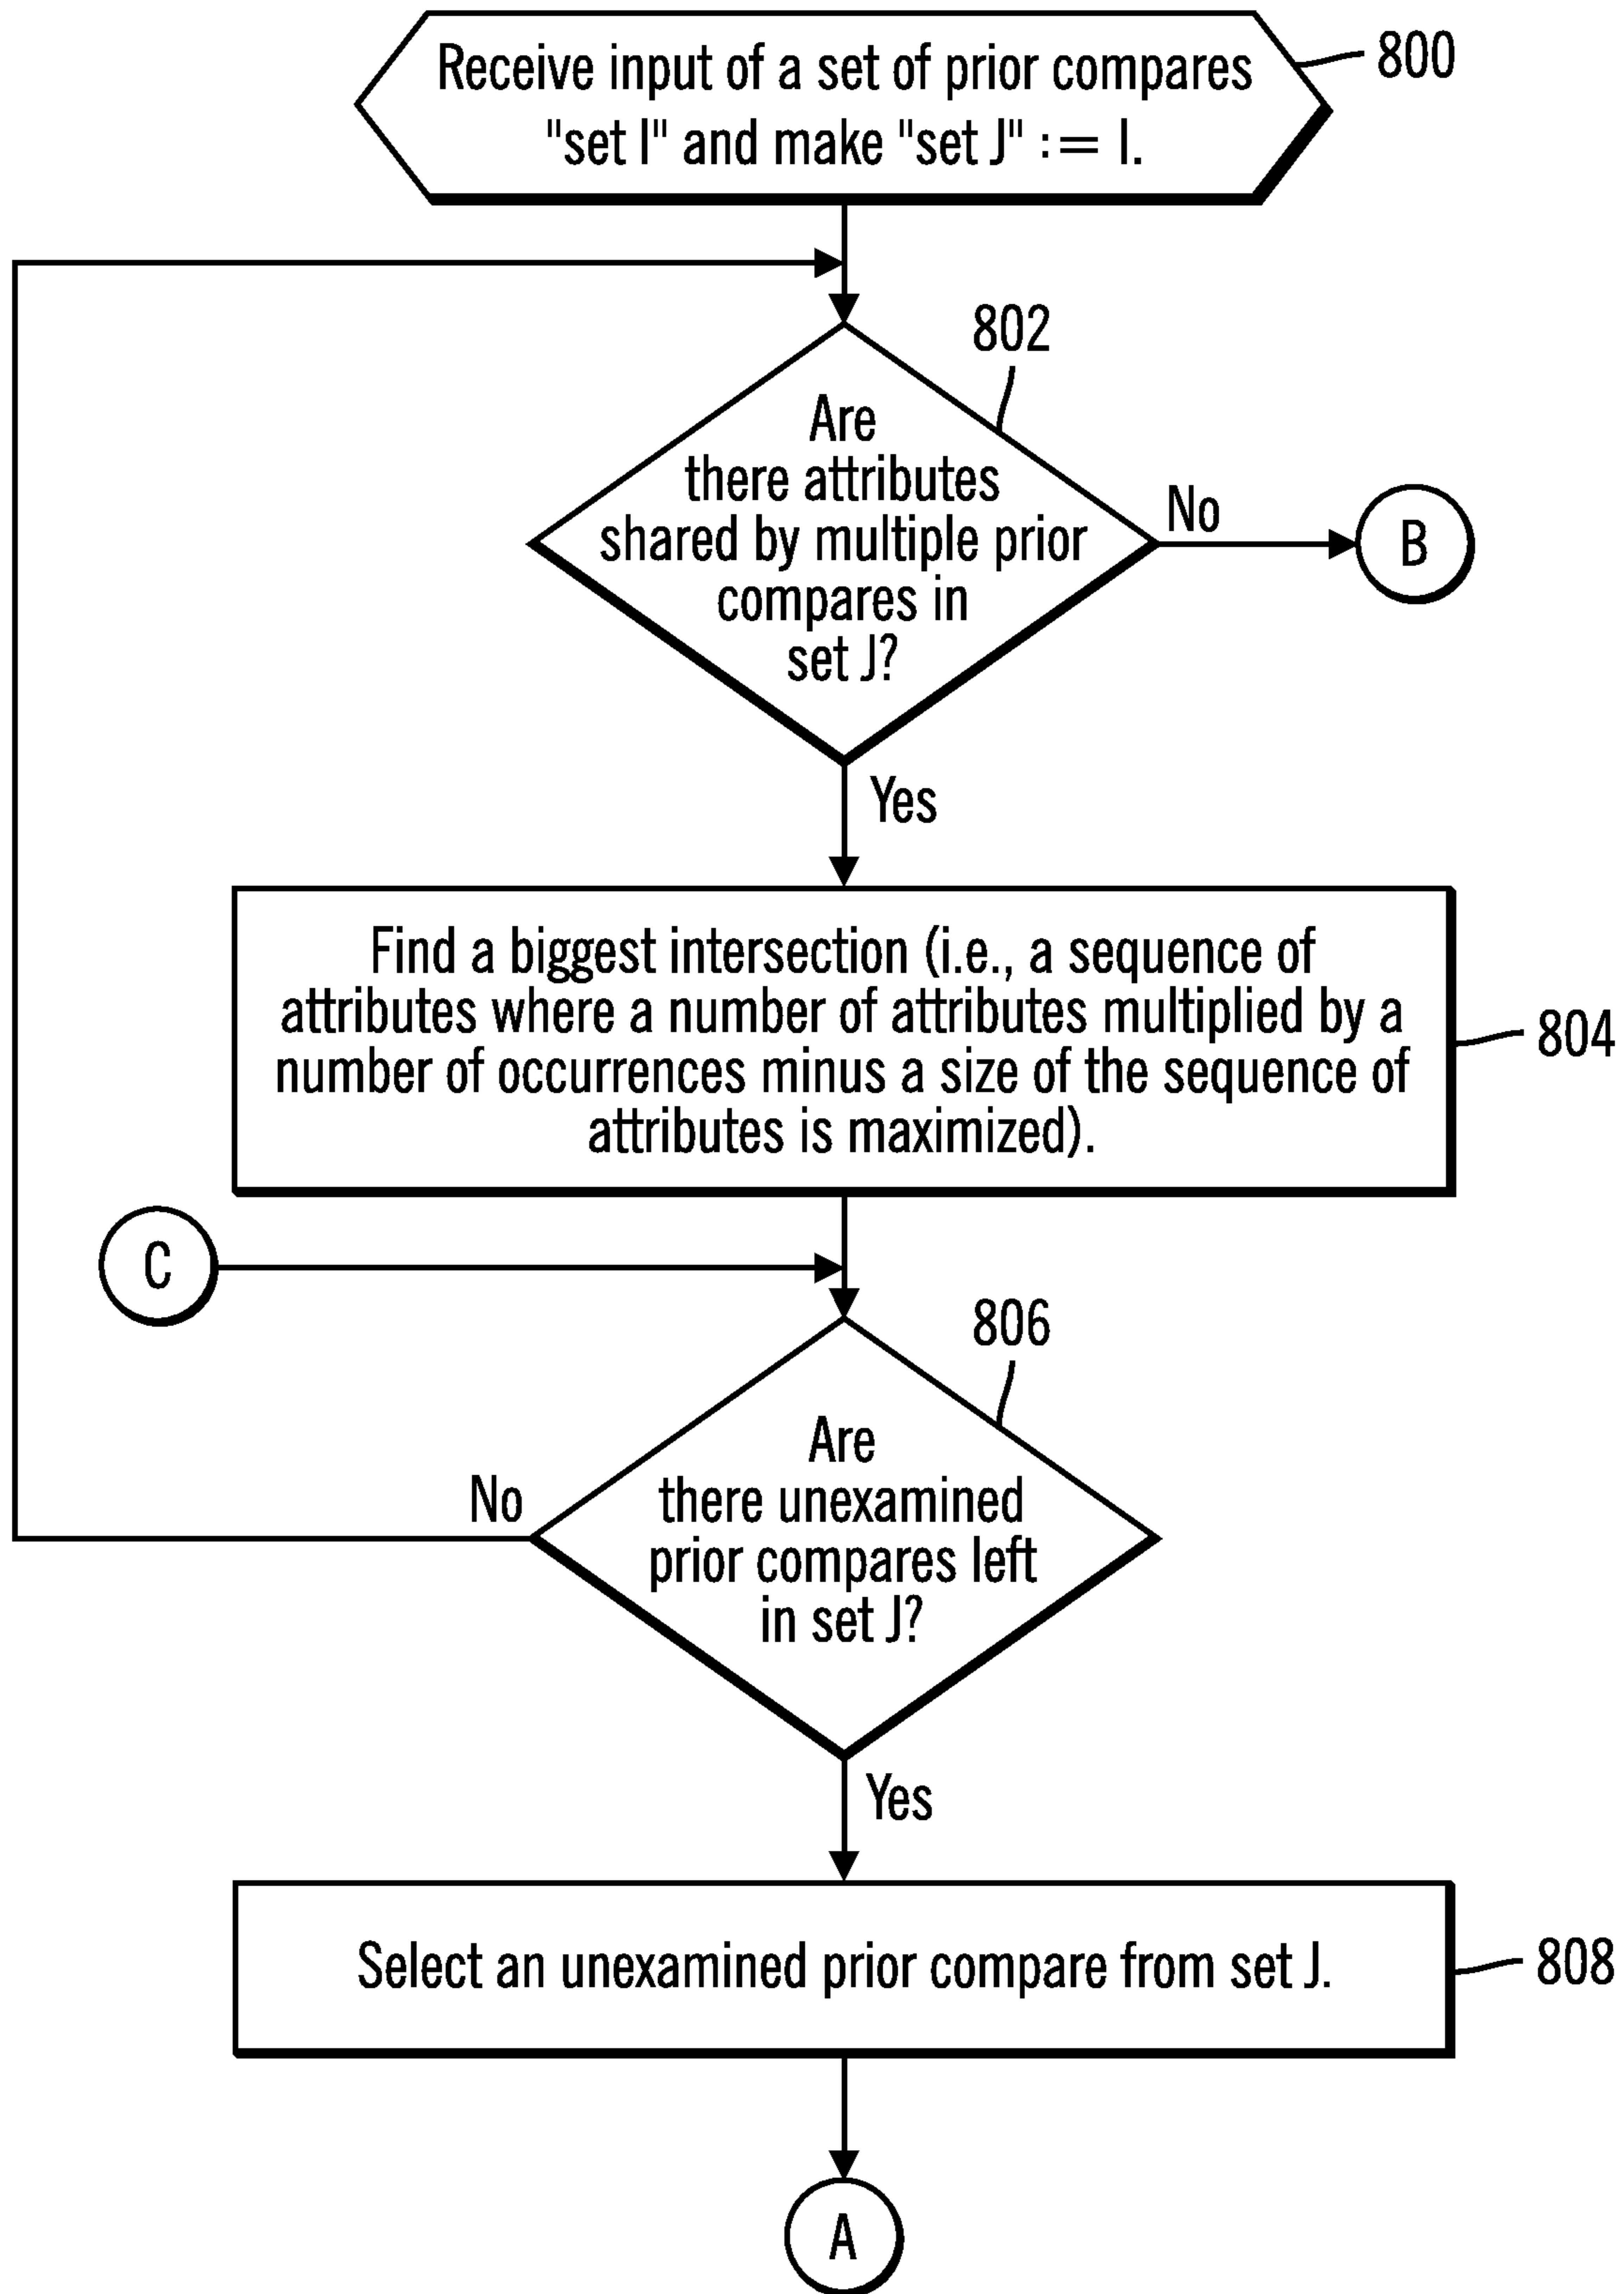 Receive input of a set of prior compares
"set I" and make "set J" := I.
800
802
Are
there attributes
shared by multiple prior
compares in
set J?
No
B
Yes
Find a biggest intersection (i.e., a sequence of
attributes where a number of attributes multiplied by a
number of occurrences minus a size of the sequence of
attributes is maximized).
804
C
806
Are
there unexamined
prior compares left
in set J?
No
Yes
Select an unexamined prior compare from set J.
808
A